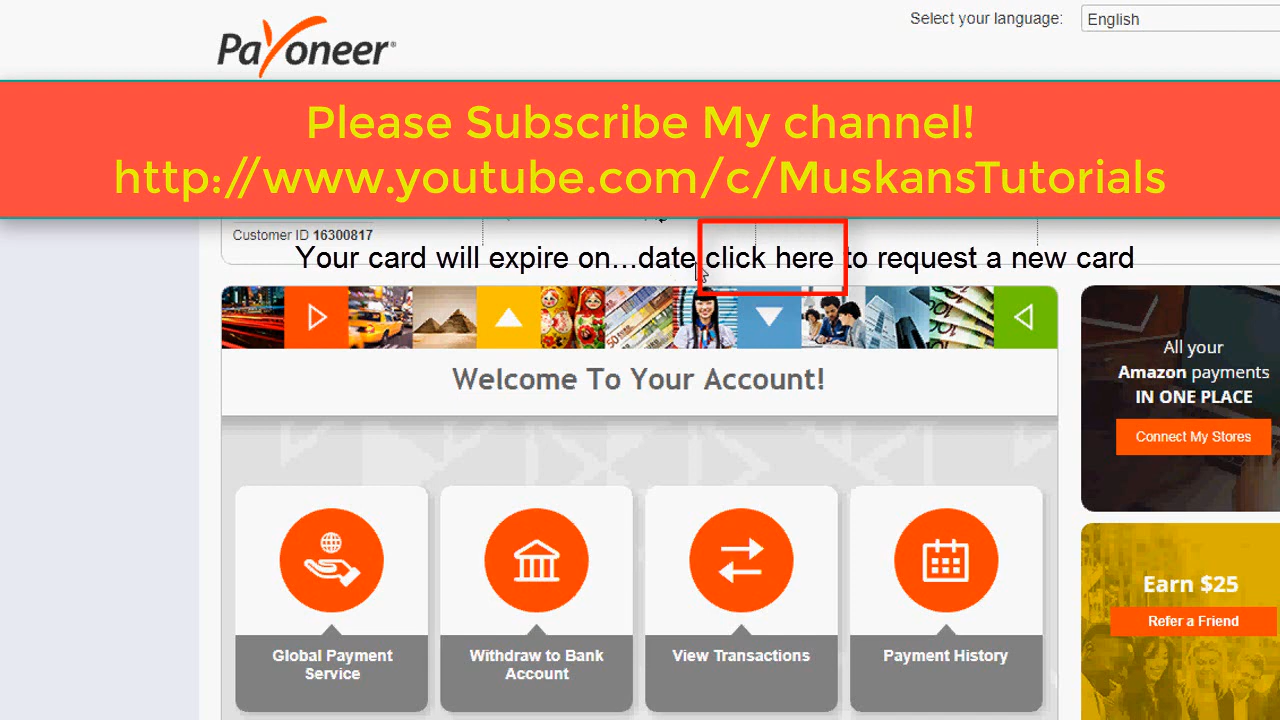 Payoneer
Select your language:
English
Please Subscribe My channel!
http://www.youtube.com/c/MuskansTutorials
Customer ID 16300817
Your card will expire on...date click here to request a new card
Welcome To Your Account!
All your
Amazon payments
IN ONE PLACE
Connect My Stores
Global Payment
Service
Withdraw to Bank
Account
View Transactions
Payment History
Earn $25
Refer a Friend